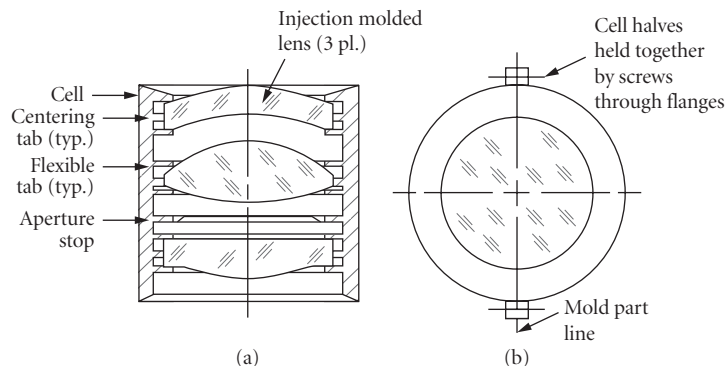 Injection molded
lens (3 pl.)
Cell
Centering
tab (typ.)
Flexible
tab (typ.)
Aperture
stop
(a)
Cell halves
held together
by screws
through flanges
Mold part
line
(b)